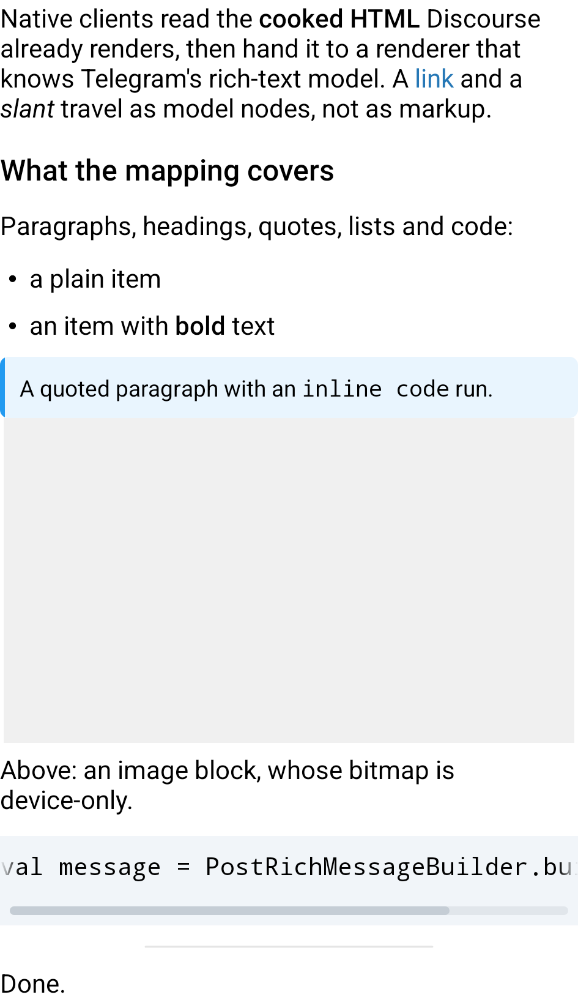 Native clients read the cooked HTML Discourse
already renders, then hand it to a renderer that
knows Telegram's rich-text model. A link and a
slant travel as model nodes, not as markup.
What the mapping covers
Paragraphs, headings, quotes, lists and code:
• a plain item
• an item with bold text
A quoted paragraph with an inline code run.
Above: an image block, whose bitmap is
device-only.
val message = PostRichMessageBuilder.bu
Done.